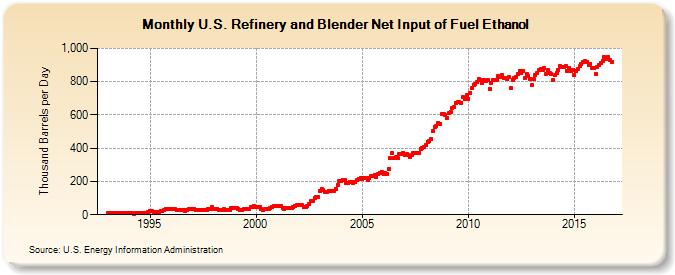 Monthly U.S. Refinery and Blender Net Input of Fuel Ethanol
Thousand Barrels per Day
1,000
800
600
400
200
0
1995 2000 2005 2010 2015
Source: U.S. Energy Information Administration